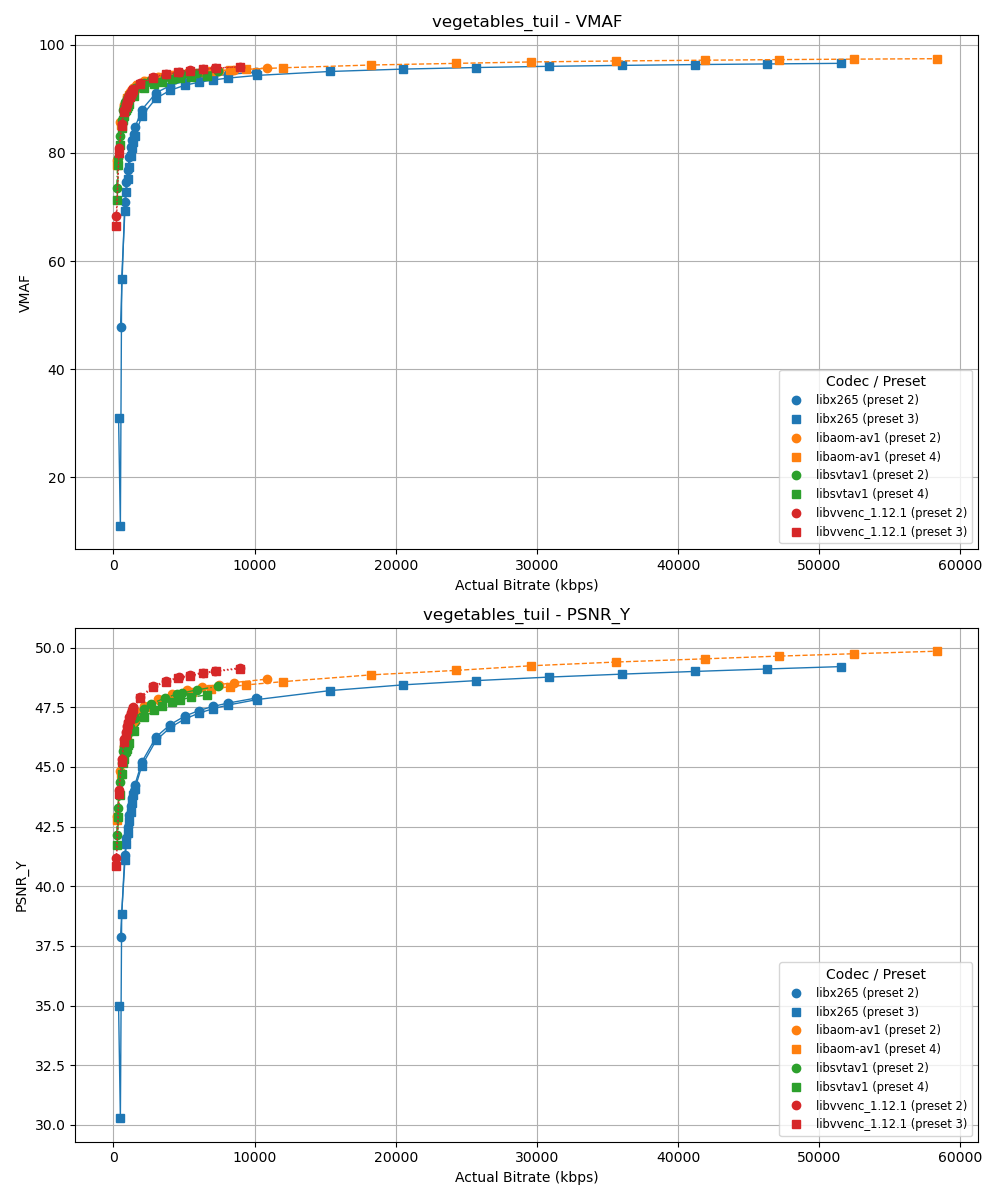 vegetables_tuil - VMAF
100
80
60
40
20
VMAF
Codec / Preset
libx265 (preset 2)
libx265 (preset 3)
libaom-av1 (preset 2)
libaom-av1 (preset 4)
libsvtav1 (preset 2)
libsvtav1 (preset 4)
libvvenc_1.12.1 (preset 2)
libvvenc_1.12.1 (preset 3)
0 10000 20000 30000 40000 50000 60000
Actual Bitrate (kbps)
vegetables_tuil - PSNR_Y
50.0
47.5
45.0
42.5
40.0
37.5
35.0
32.5
30.0
PSNR_Y
Codec / Preset
libx265 (preset 2)
libx265 (preset 3)
libaom-av1 (preset 2)
libaom-av1 (preset 4)
libsvtav1 (preset 2)
libsvtav1 (preset 4)
libvvenc_1.12.1 (preset 2)
libvvenc_1.12.1 (preset 3)
0 10000 20000 30000 40000 50000 60000
Actual Bitrate (kbps)